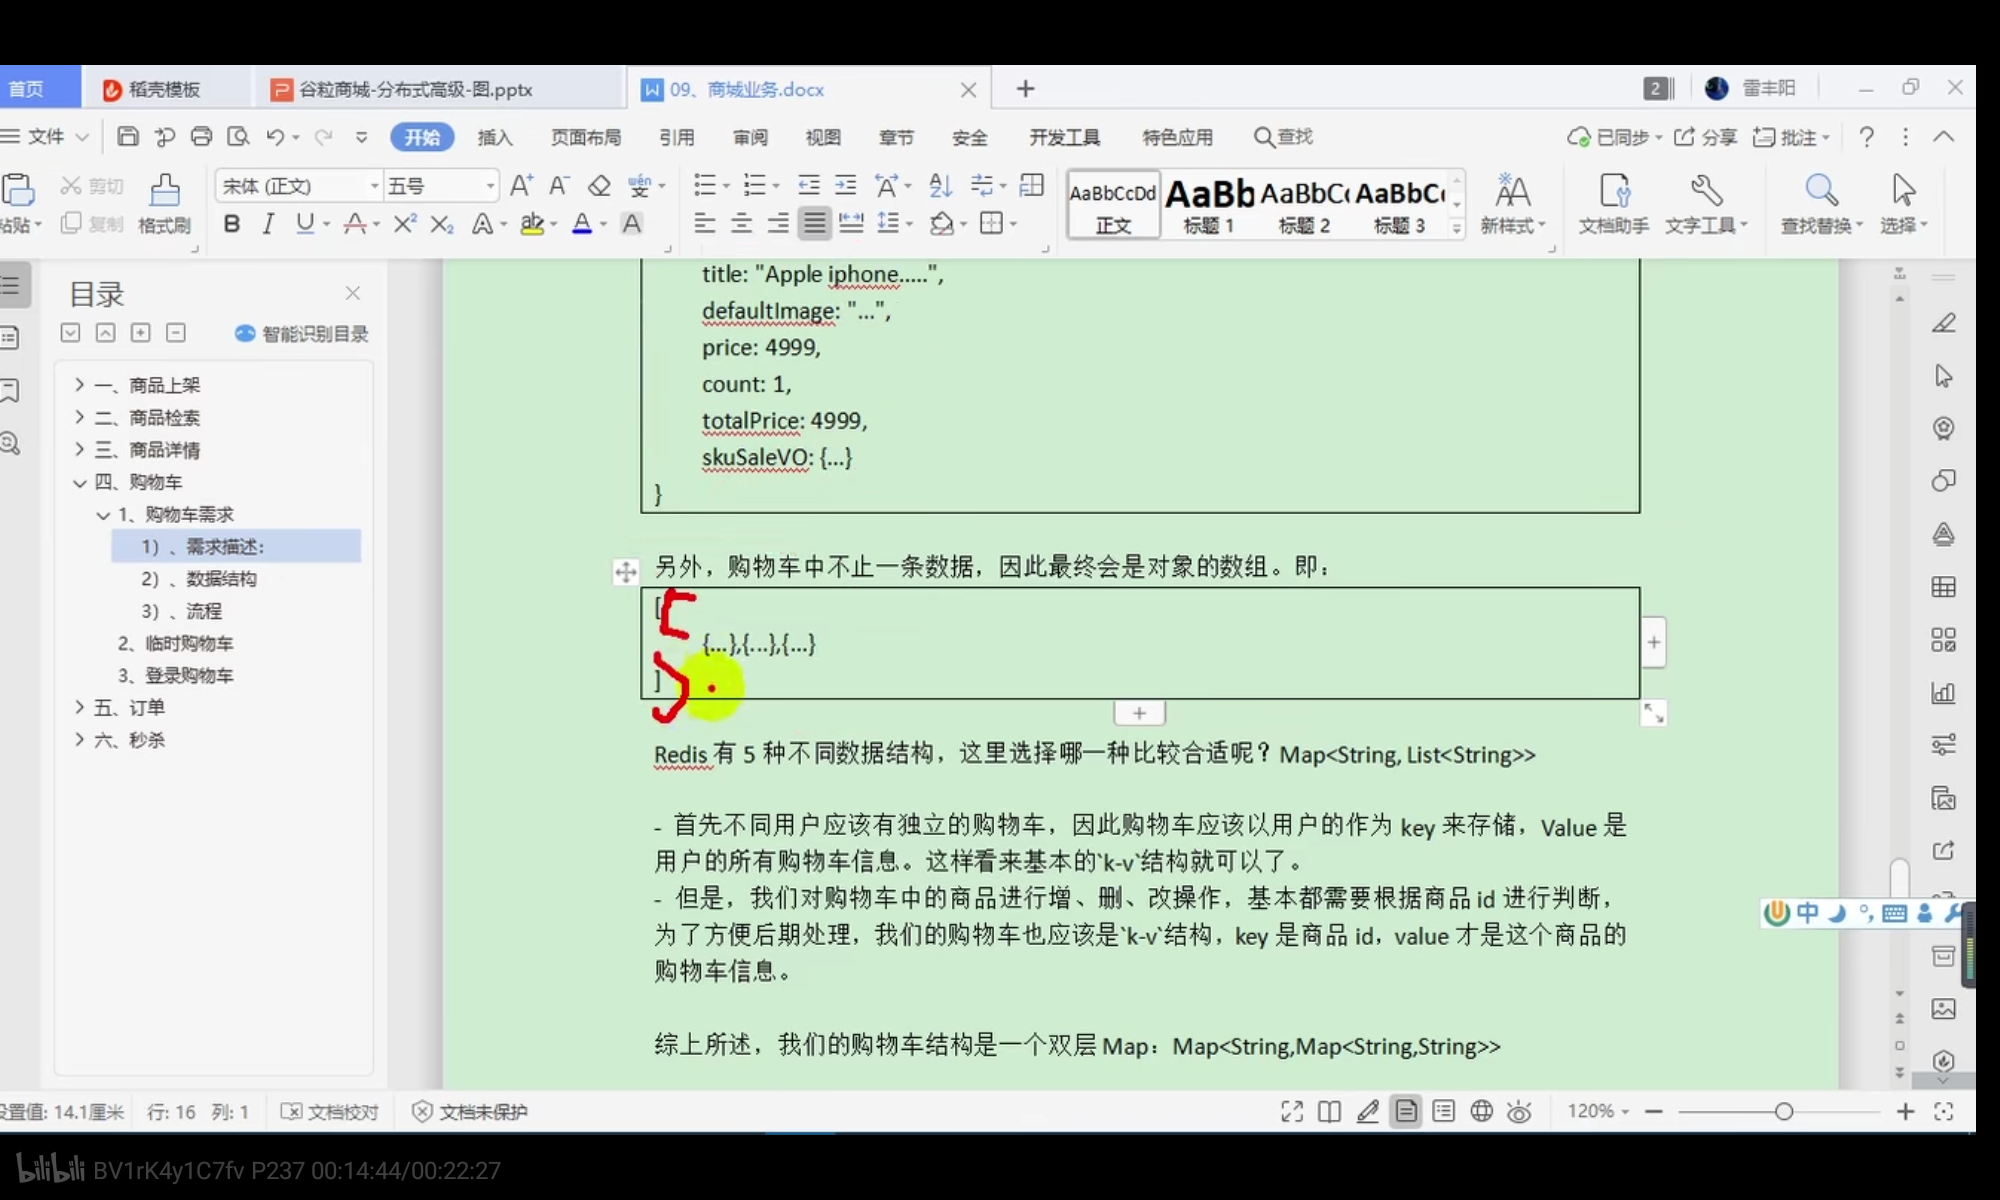 首页 稻壳模板 谷粒商城-分布式高级-图.pptx 09、商城业务.docx 2 雷丰阳
文件 开始 插入 页面布局 引用 审阅 视图 章节 安全 开发工具 特色应用 查找 已同步 分享 批注
剪切 宋体 (正文) 五号 AaBbCcDd AaBb AaBbC AaBbC
粘贴 复制 格式刷 正文 标题 1 标题 2 标题 3 新样式 文档助手 文字工具 查找替换 选择
目录
智能识别目录
一、商品上架
二、商品检索
三、商品详情
四、购物车
1、购物车需求
1）、需求描述:
2）、数据结构
3）、流程
2、临时购物车
3、登录购物车
五、订单
六、秒杀
title: "Apple iphone.....",
defaultImage: "...",
price: 4999,
count: 1,
totalPrice: 4999,
skuSaleVO: {...}
}
另外，购物车中不止一条数据，因此最终会是对象的数组。即：
[
{...},{...},{...}
]
Redis 有 5 种不同数据结构，这里选择哪一种比较合适呢？Map<String, List<String>>
- 首先不同用户应该有独立的购物车，因此购物车应该以用户的作为 key 来存储，Value 是
用户的所有购物车信息。这样看来基本的`k-v`结构就可以了。
- 但是，我们对购物车中的商品进行增、删、改操作，基本都需要根据商品 id 进行判断，
为了方便后期处理，我们的购物车也应该是`k-v`结构，key 是商品 id，value 才是这个商品的
购物车信息。
综上所述，我们的购物车结构是一个双层 Map：Map<String,Map<String,String>>
中
设置值: 14.1厘米 行: 16 列: 1 文档校对 文档未保护 120%
bilibili BV1rK4y1C7fv P237 00:14:44/00:22:27